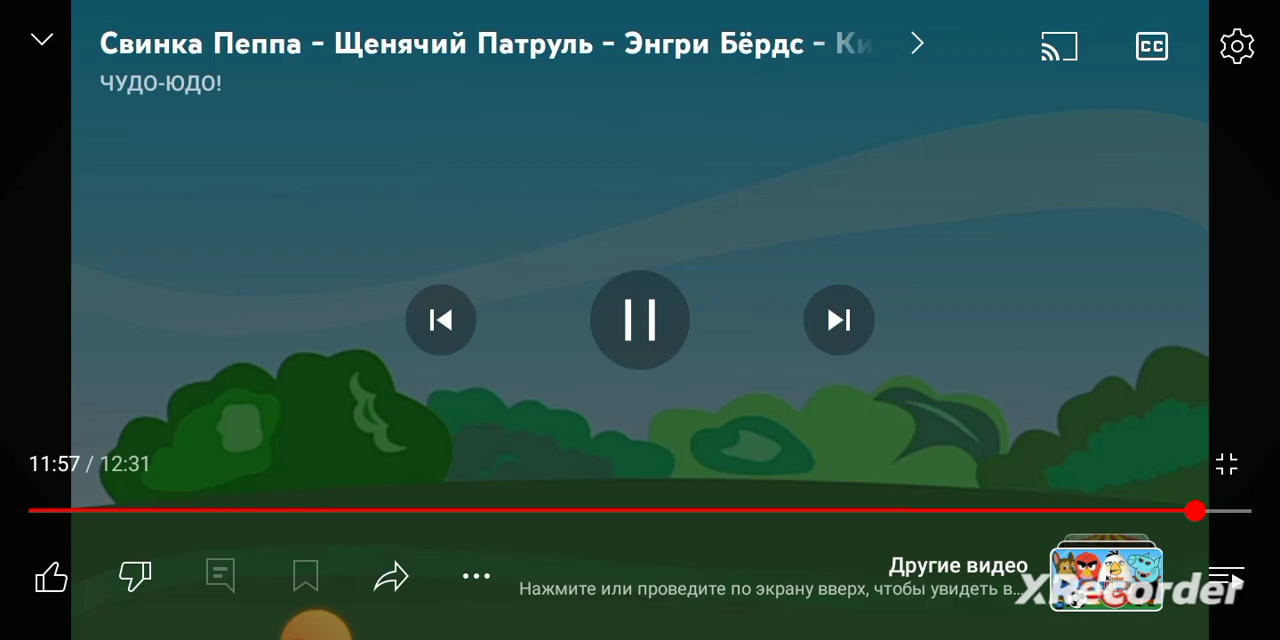 Свинка Пеппа - Щенячий Патруль - Энгри Бёрдс - Ки
ЧУДО-ЮДО!
CC
11:57 / 12:31
Другие видео
Нажмите или проведите по экрану вверх, чтобы увидеть в...
XRecorder